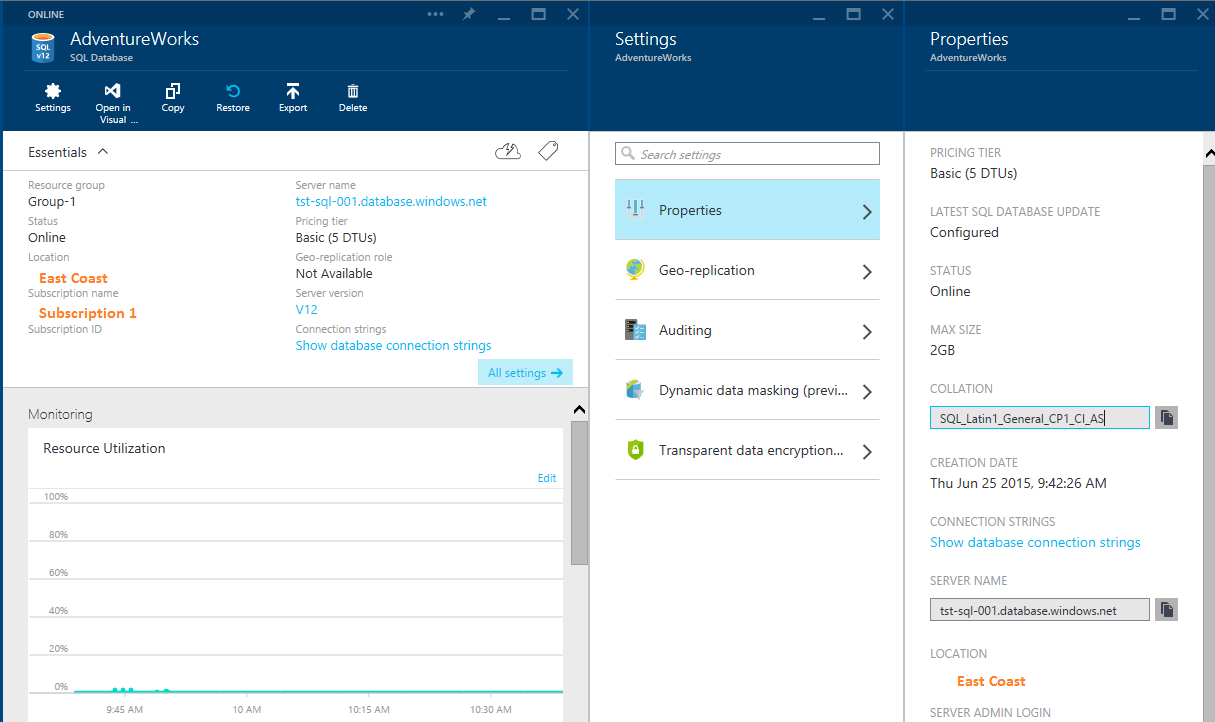 ONLINE
SQL v12
AdventureWorks
SQL Database
Settings
Open in Visual ...
Copy
Restore
Export
Delete
Essentials
Resource group
Group-1
Status
Online
Location
East Coast
Subscription name
Subscription 1
Subscription ID
Server name
tst-sql-001.database.windows.net
Pricing tier
Basic (5 DTUs)
Geo-replication role
Not Available
Server version
V12
Connection strings
Show database connection strings
All settings
Monitoring
Resource Utilization
Edit
100%
80%
60%
40%
20%
0%
9:45 AM
10 AM
10:15 AM
10:30 AM
Settings
AdventureWorks
Search settings
Properties
Geo-replication
Auditing
Dynamic data masking (previ...
Transparent data encryption...
Properties
AdventureWorks
PRICING TIER
Basic (5 DTUs)
LATEST SQL DATABASE UPDATE
Configured
STATUS
Online
MAX SIZE
2GB
COLLATION
SQL_Latin1_General_CP1_CI_AS
CREATION DATE
Thu Jun 25 2015, 9:42:26 AM
CONNECTION STRINGS
Show database connection strings
SERVER NAME
tst-sql-001.database.windows.net
LOCATION
East Coast
SERVER ADMIN LOGIN